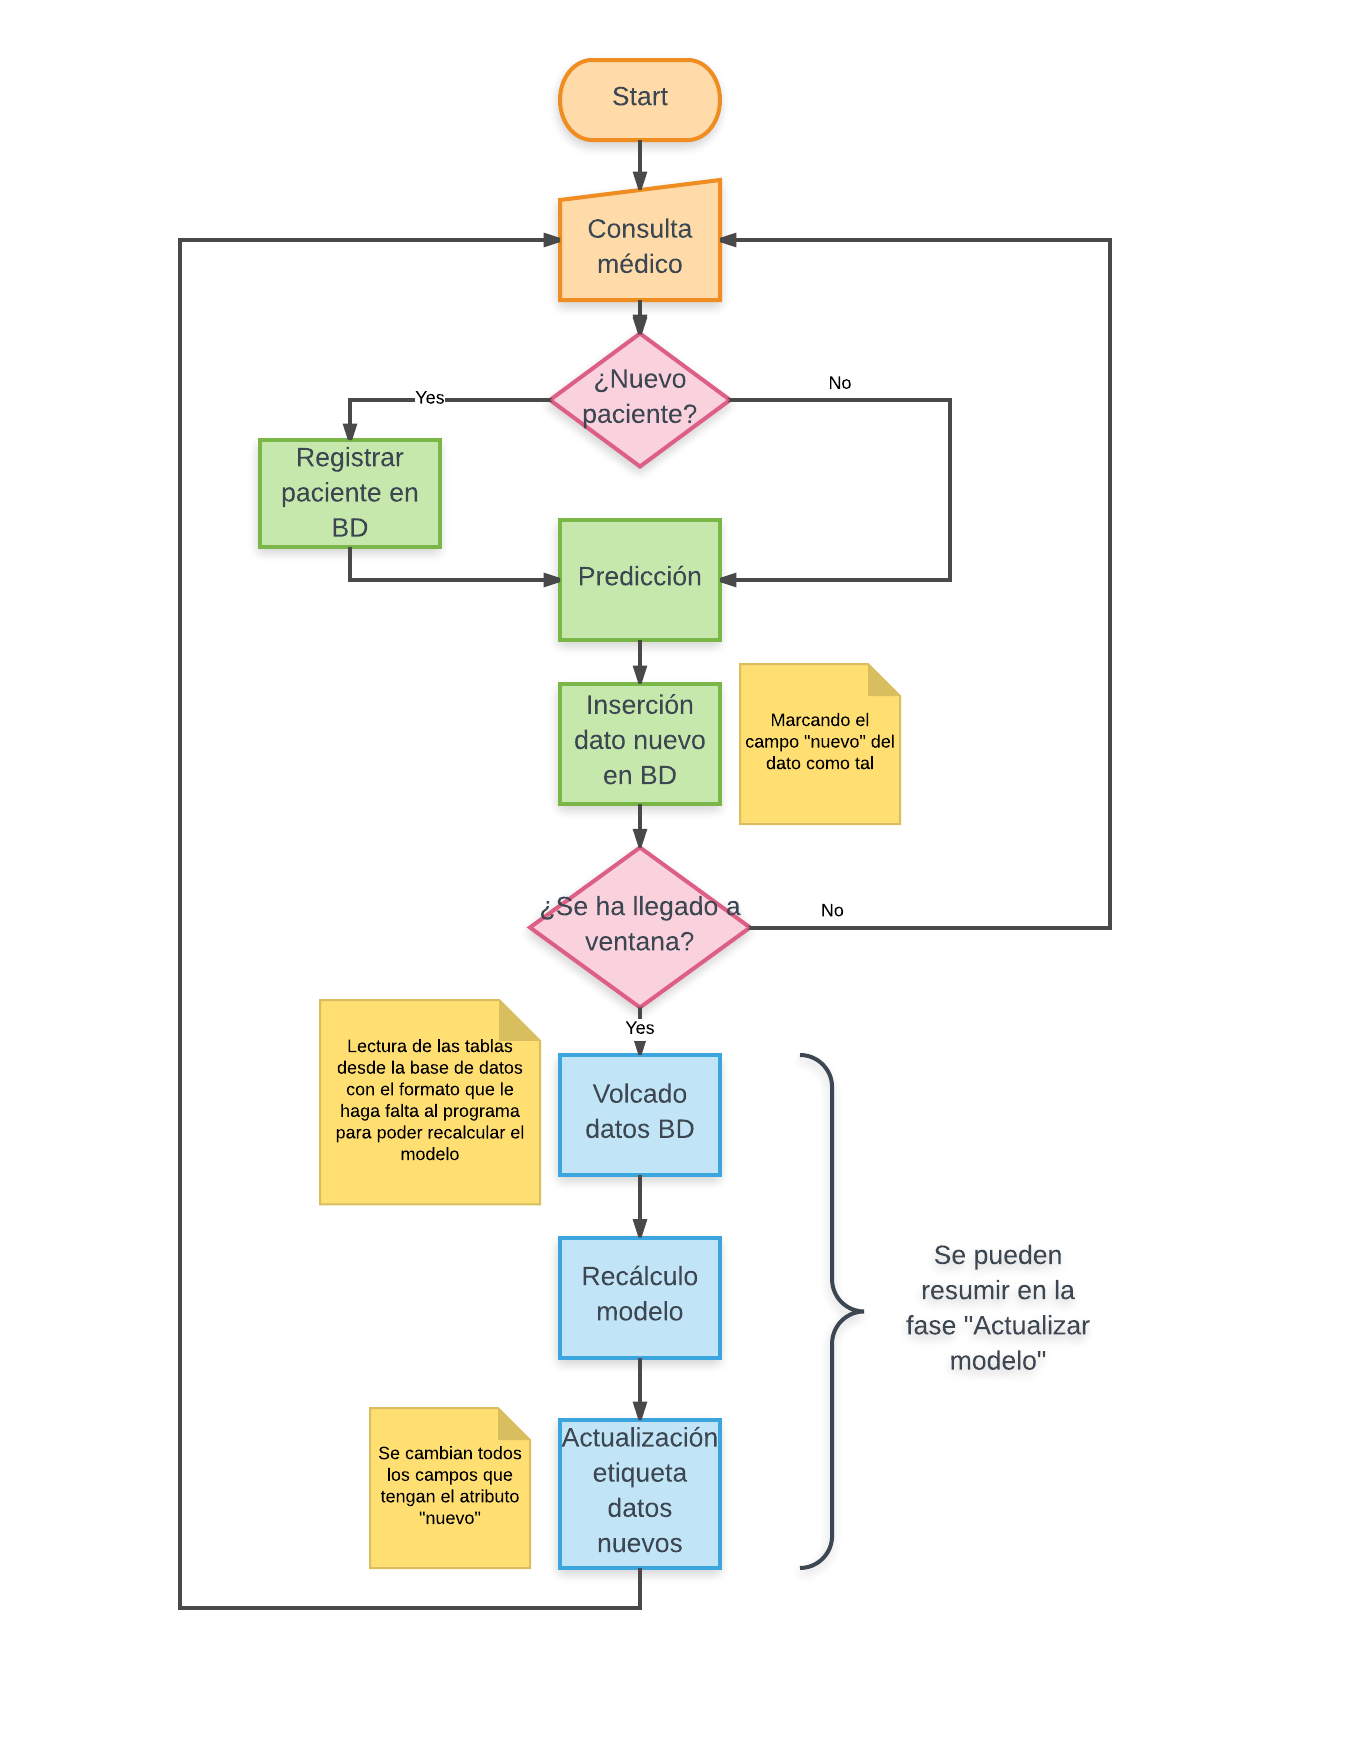 Start
Consulta
médico
¿Nuevo
paciente?
Yes
No
Registrar
paciente en
BD
Predicción
Inserción
dato nuevo
en BD
Marcando el
campo "nuevo" del
dato como tal
¿Se ha llegado a
ventana?
No
Yes
Lectura de las tablas
desde la base de datos
con el formato que le
haga falta al programa
para poder recalcular el
modelo
Volcado
datos BD
Recálculo
modelo
Se pueden
resumir en la
fase "Actualizar
modelo"
Se cambian todos
los campos que
tengan el atributo
"nuevo"
Actualización
etiqueta
datos
nuevos